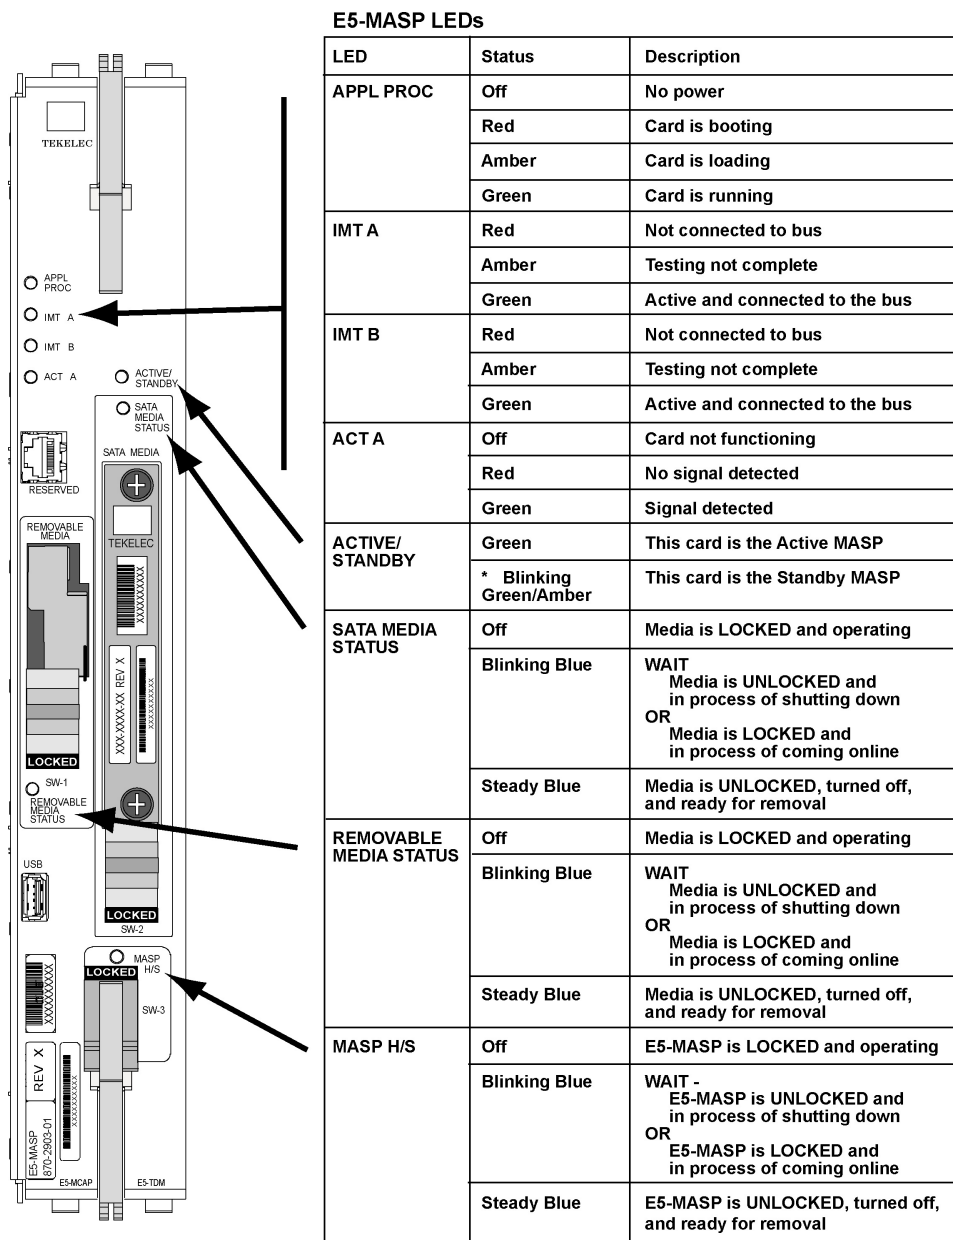 E5-MASP LEDs
LED Status Description
APPL PROC Off No power
Red Card is booting
Amber Card is loading
Green Card is running
IMT A Red Not connected to bus
Amber Testing not complete
Green Active and connected to the bus
IMT B Red Not connected to bus
Amber Testing not complete
Green Active and connected to the bus
ACT A Off Card not functioning
Red No signal detected
Green Signal detected
ACTIVE/
STANDBY
Green This card is the Active MASP
* Blinking
Green/Amber
This card is the Standby MASP
SATA MEDIA
STATUS
Off Media is LOCKED and operating
Blinking Blue WAIT
Media is UNLOCKED and
in process of shutting down
OR
Media is LOCKED and
in process of coming online
Steady Blue Media is UNLOCKED, turned off,
and ready for removal
REMOVABLE
MEDIA STATUS
Off Media is LOCKED and operating
Blinking Blue WAIT
Media is UNLOCKED and
in process of shutting down
OR
Media is LOCKED and
in process of coming online
Steady Blue Media is UNLOCKED, turned off,
and ready for removal
MASP H/S Off E5-MASP is LOCKED and operating
Blinking Blue WAIT -
E5-MASP is UNLOCKED and
in process of shutting down
OR
E5-MASP is LOCKED and
in process of coming online
Steady Blue E5-MASP is UNLOCKED, turned off,
and ready for removal
TEKELEC
APPL
PROC
IMT A
IMT B
ACT A
ACTIVE/
STANDBY
SATA
MEDIA
STATUS
SATA MEDIA
RESERVED
REMOVABLE
MEDIA
TEKELEC
XXXXXXXXXX
XXX-XXXX-XX REV X
XXXXXXXXXX
LOCKED
SW-1
REMOVABLE
MEDIA
STATUS
USB
LOCKED
SW-2
MASP
H/S
LOCKED
SW-3
XXXXXXXXXX
REV X
XXXXXXXXXX
E5-MASP
870-2903-01
E5-MCAP
E5-TDM